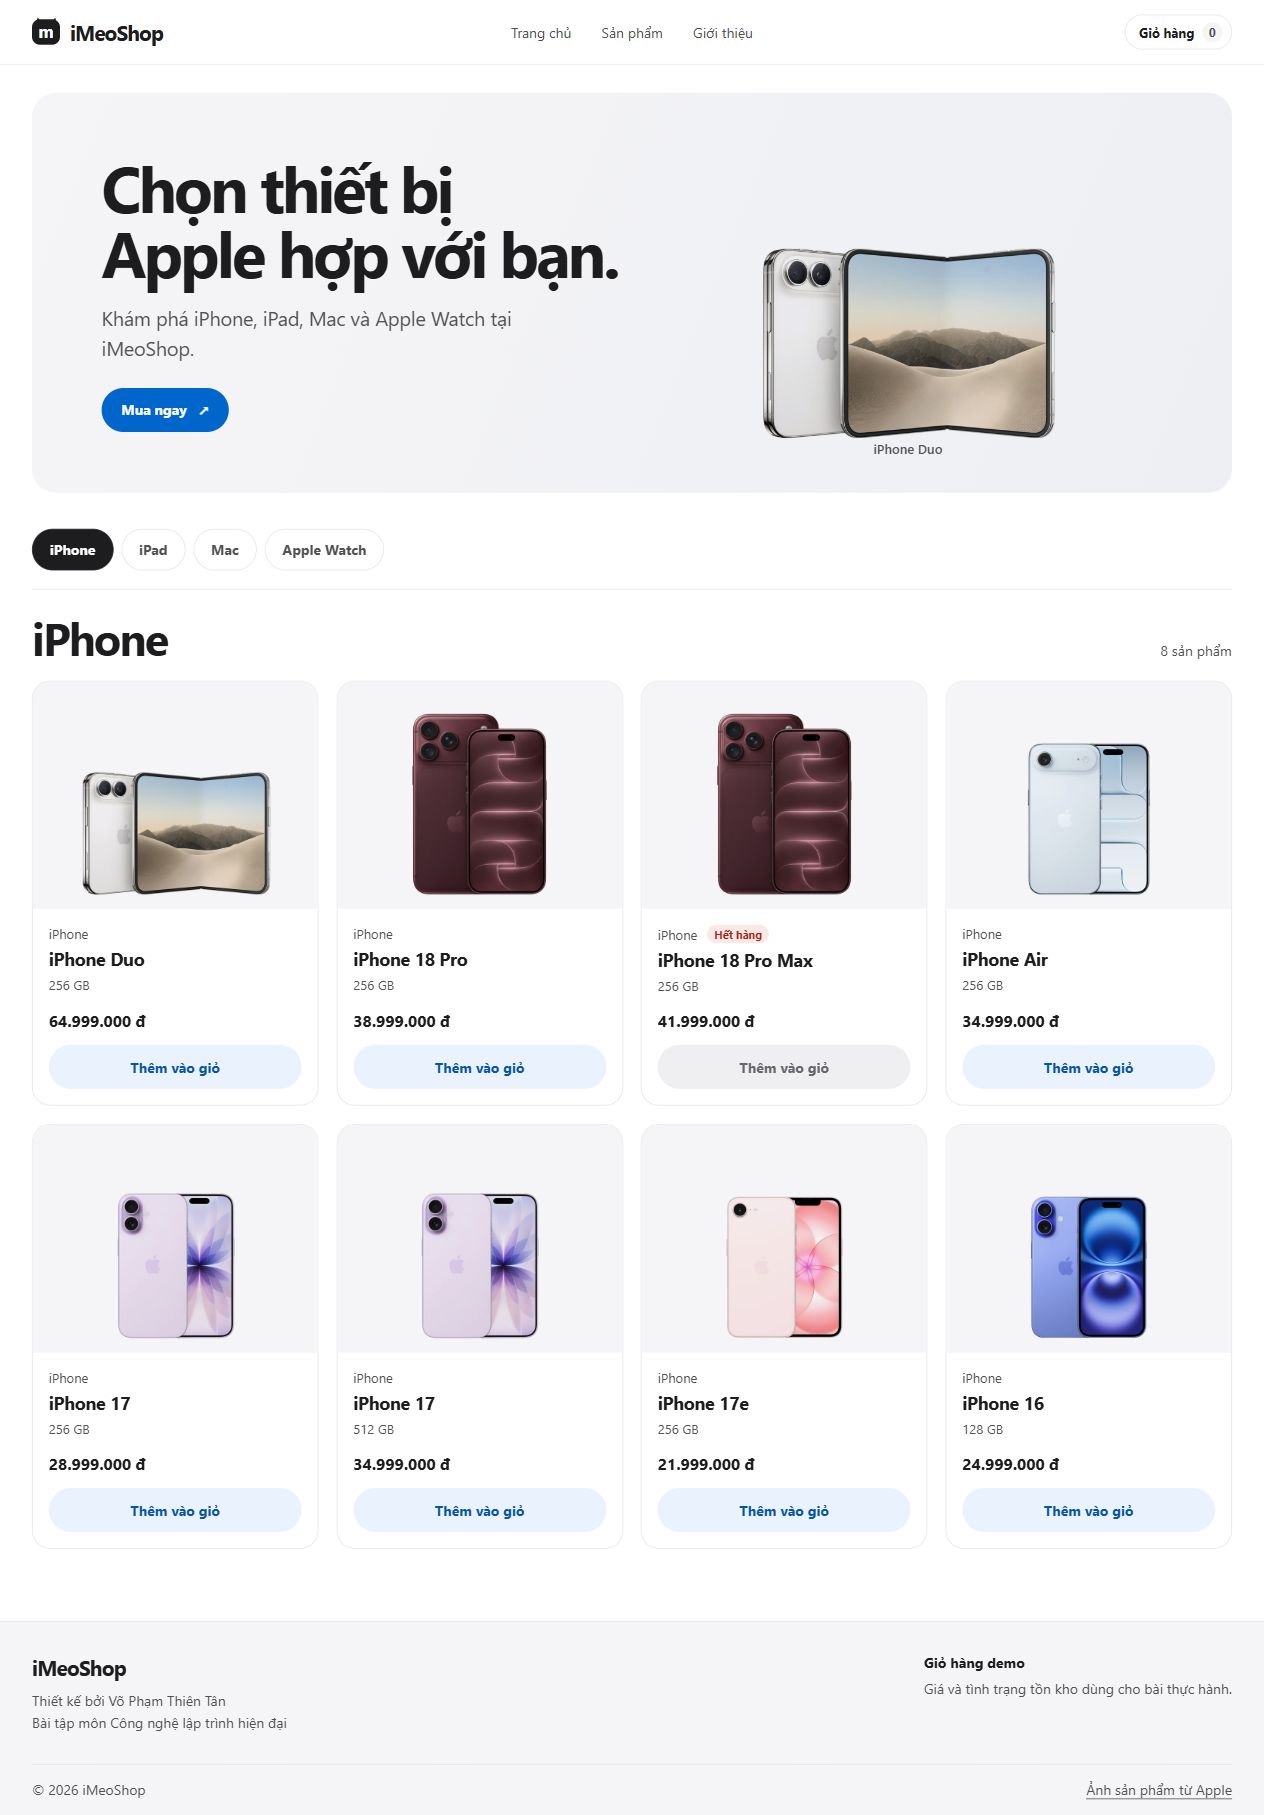 m iMeoShop
Trang chủ
Sản phẩm
Giới thiệu
Giỏ hàng 0
Chọn thiết bị
Apple hợp với bạn.
Khám phá iPhone, iPad, Mac và Apple Watch tại
iMeoShop.
Mua ngay ↗
iPhone Duo
iPhone
iPad
Mac
Apple Watch
iPhone
8 sản phẩm
iPhone
iPhone Duo
256 GB
64.999.000 đ
Thêm vào giỏ
iPhone
iPhone 18 Pro
256 GB
38.999.000 đ
Thêm vào giỏ
iPhone Hết hàng
iPhone 18 Pro Max
256 GB
41.999.000 đ
Thêm vào giỏ
iPhone
iPhone Air
256 GB
34.999.000 đ
Thêm vào giỏ
iPhone
iPhone 17
256 GB
28.999.000 đ
Thêm vào giỏ
iPhone
iPhone 17
512 GB
34.999.000 đ
Thêm vào giỏ
iPhone
iPhone 17e
256 GB
21.999.000 đ
Thêm vào giỏ
iPhone
iPhone 16
128 GB
24.999.000 đ
Thêm vào giỏ
iMeoShop
Thiết kế bởi Võ Phạm Thiên Tân
Bài tập môn Công nghệ lập trình hiện đại
Giỏ hàng demo
Giá và tình trạng tồn kho dùng cho bài thực hành.
© 2026 iMeoShop
Ảnh sản phẩm từ Apple